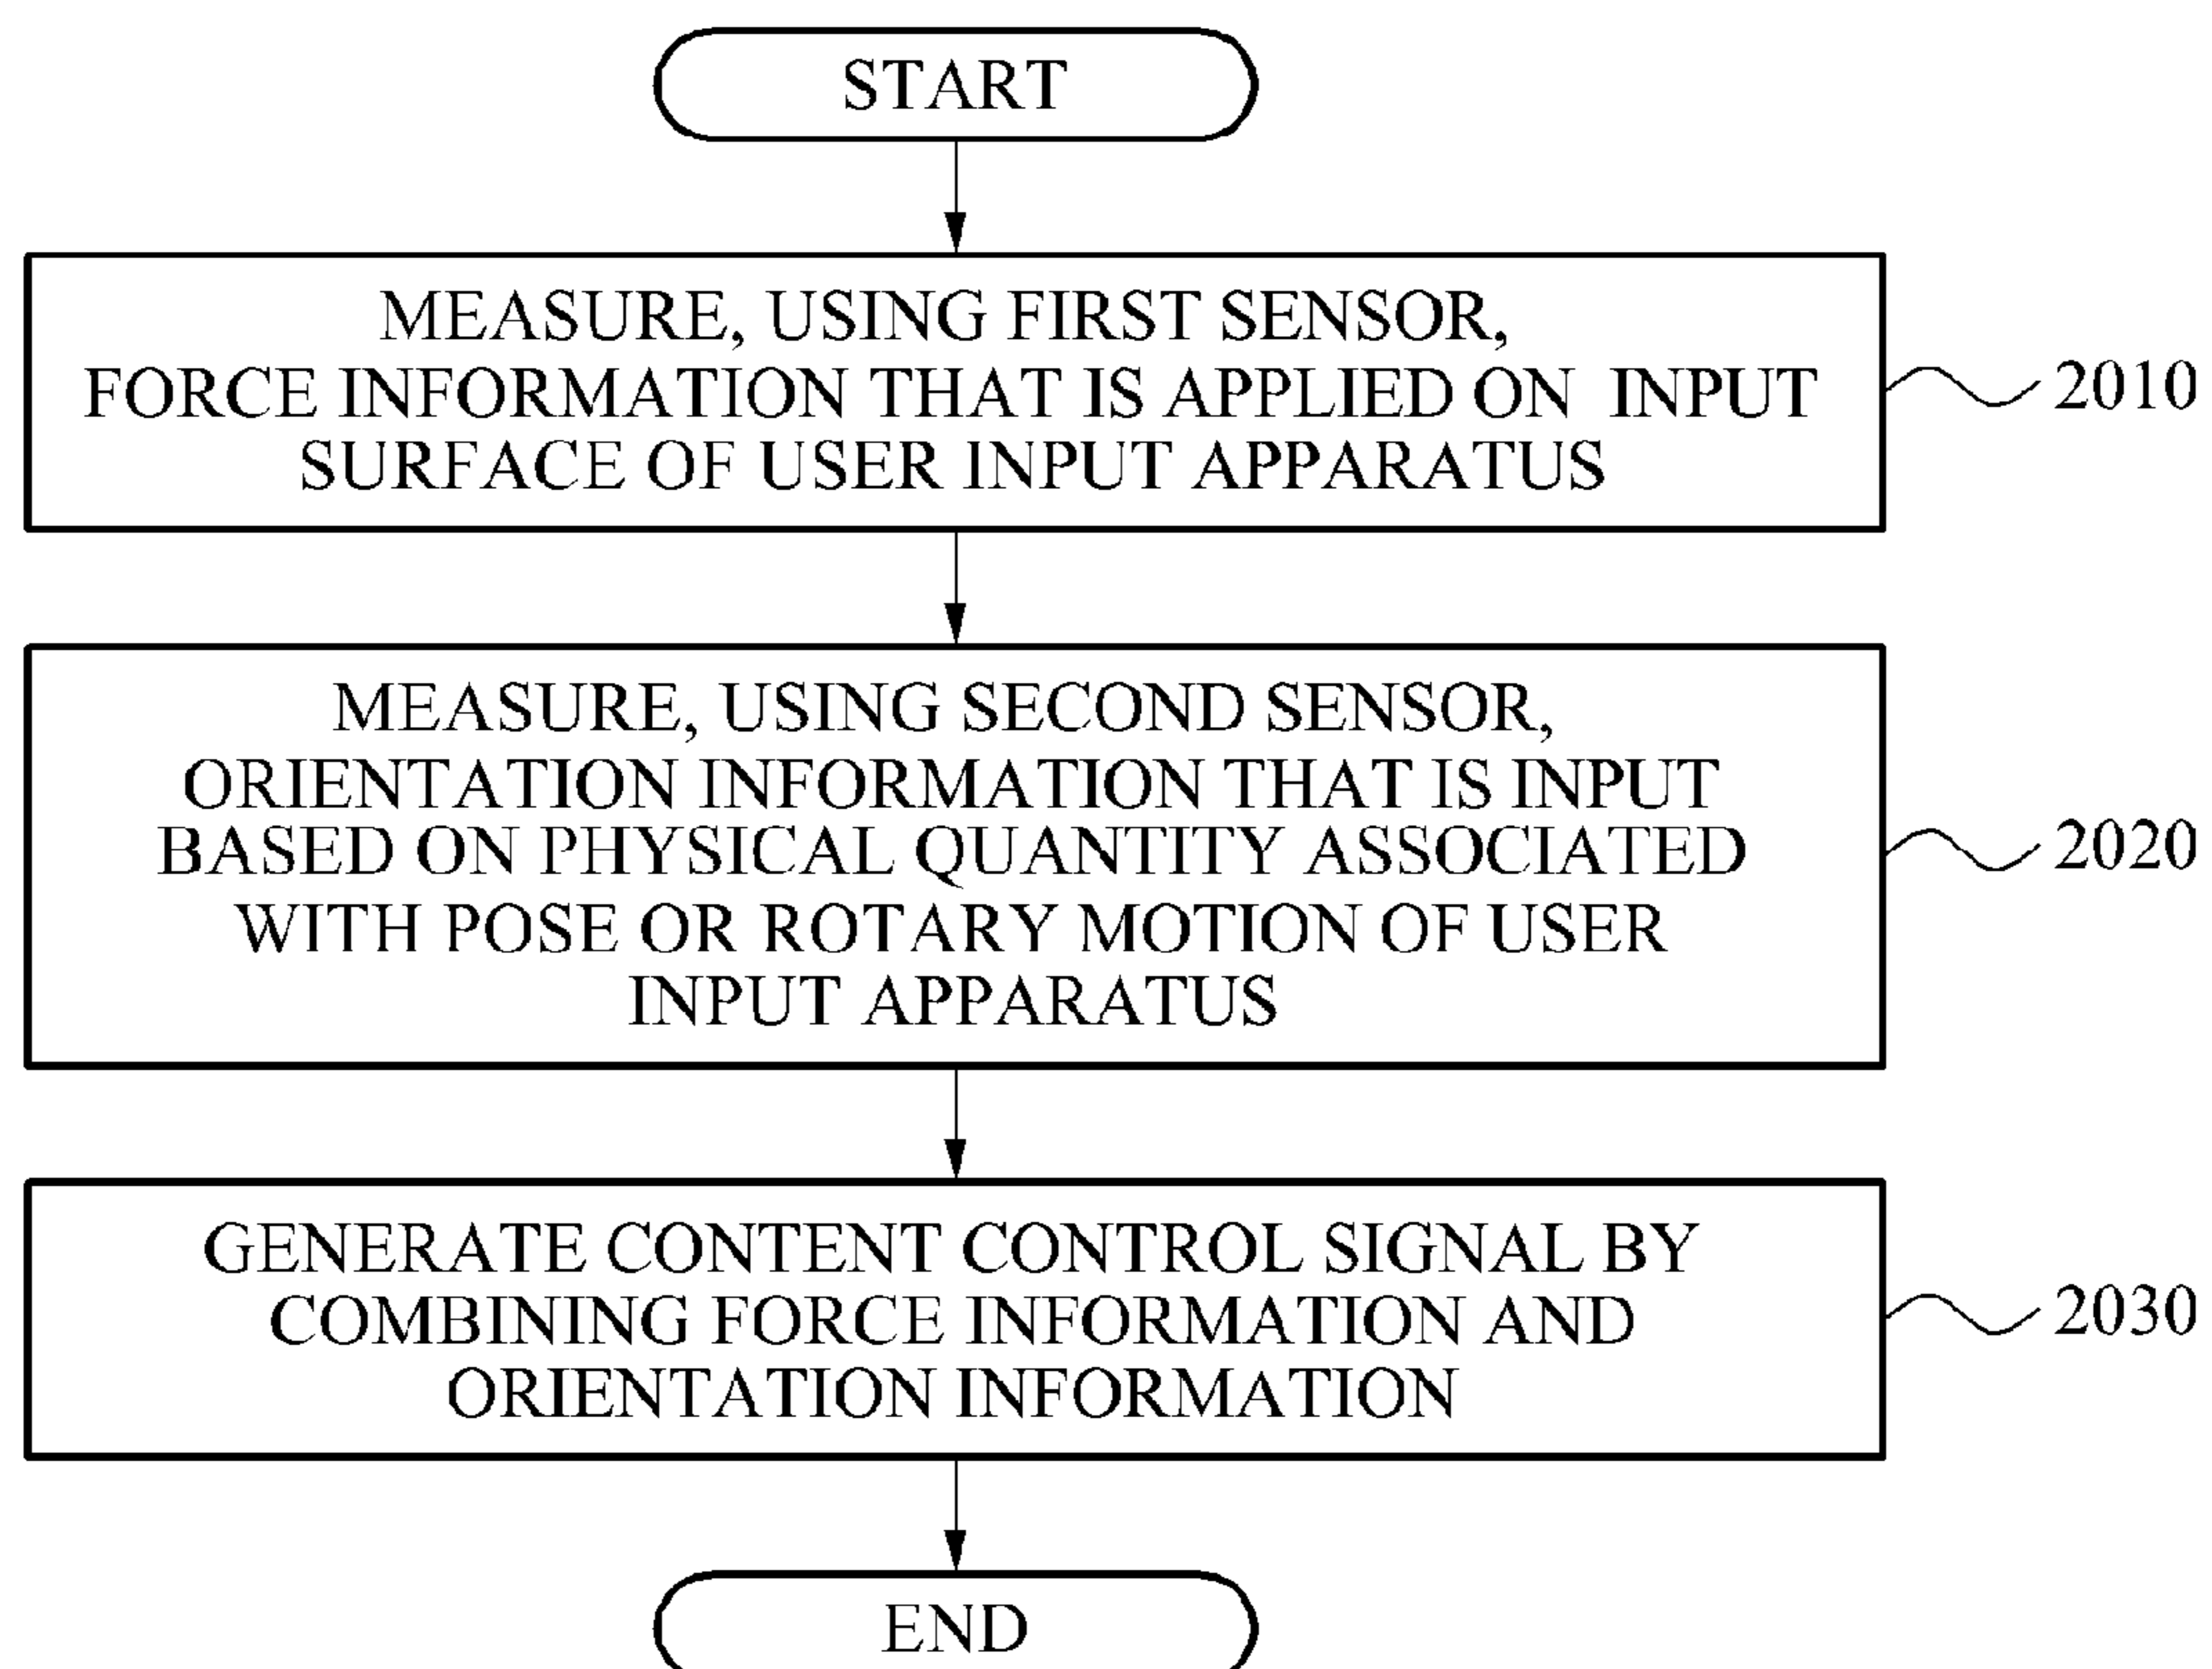 START
MEASURE, USING FIRST SENSOR,
FORCE INFORMATION THAT IS APPLIED ON INPUT
SURFACE OF USER INPUT APPARATUS
2010
MEASURE, USING SECOND SENSOR,
ORIENTATION INFORMATION THAT IS INPUT
BASED ON PHYSICAL QUANTITY ASSOCIATED
WITH POSE OR ROTARY MOTION OF USER
INPUT APPARATUS
2020
GENERATE CONTENT CONTROL SIGNAL BY
COMBINING FORCE INFORMATION AND
ORIENTATION INFORMATION
2030
END